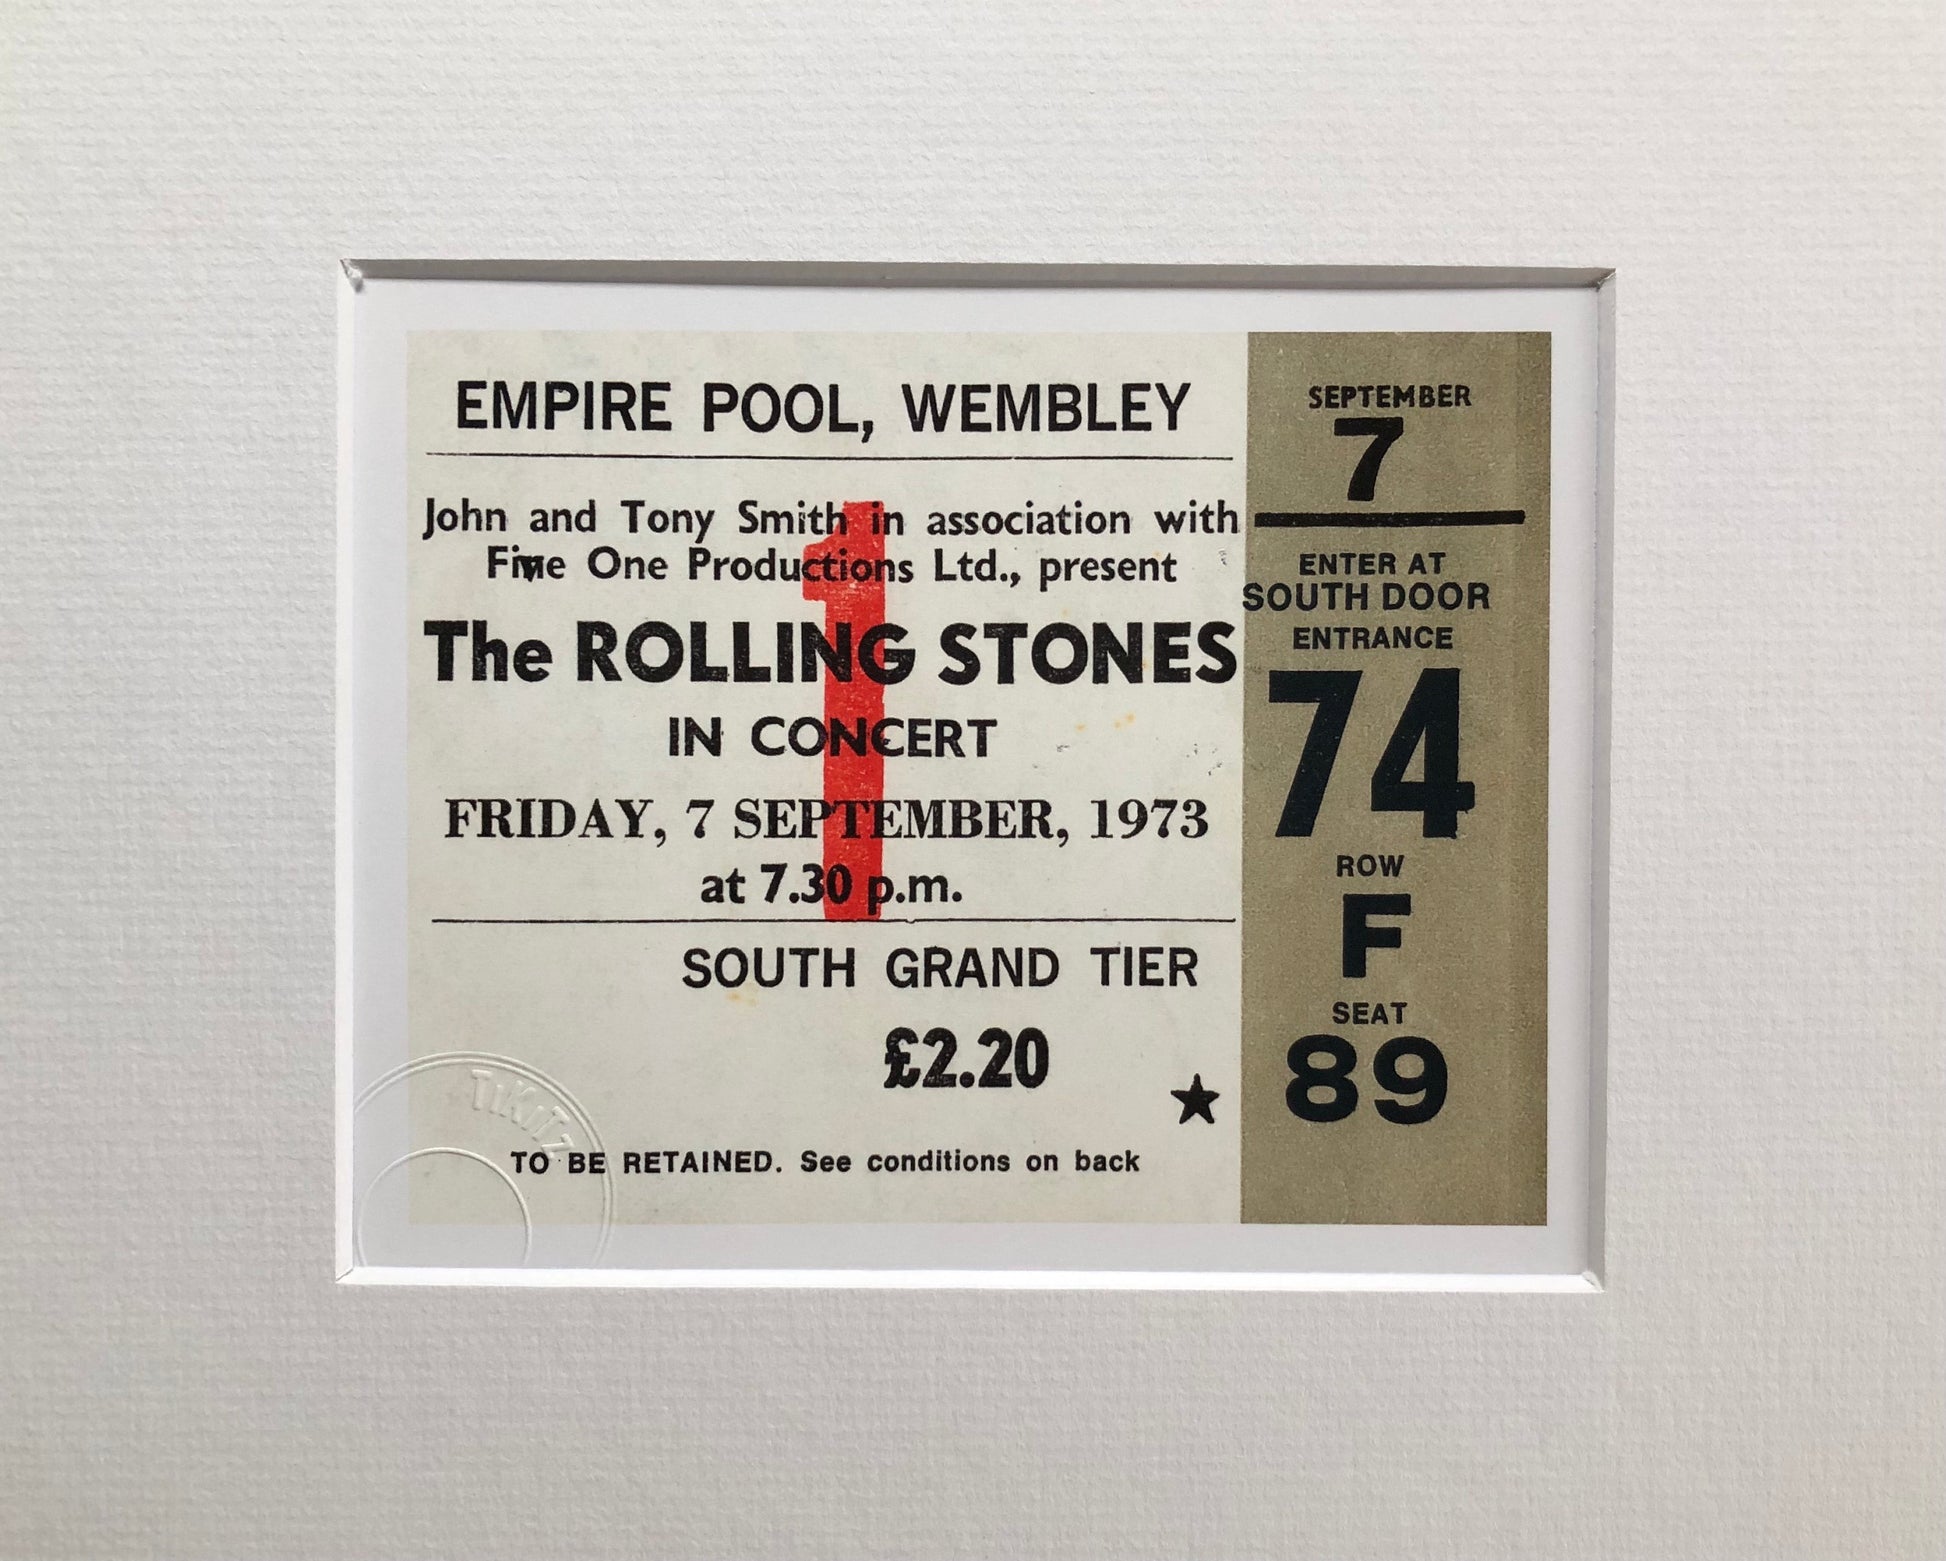 EMPIRE POOL, WEMBLEY
John and Tony Smith in association with
One Productions Ltd., present
The ROLLING STONES
IN CONCERT
FRIDAY, 7 SEPTEMBER, 1973
at 7.30 p.m.
1
SOUTH GRAND TIER
£2.20
★
TO BE RETAINED. See conditions on back
TiKiTZ
SEPTEMBER
7
ENTER AT
SOUTH DOOR
ENTRANCE
74
ROW
F
SEAT
89